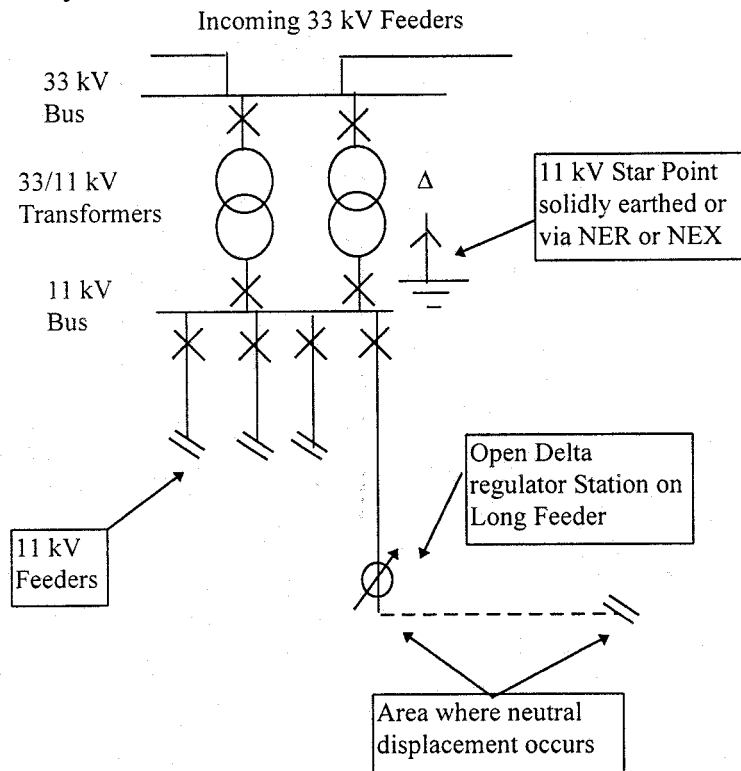 Incoming 33 kV Feeders
33 kV
Bus
33/11 kV
Transformers
Δ
11 kV Star Point
solidly earthed or
via NER or NEX
11 kV
Bus
Open Delta
regulator Station on
Long Feeder
11 kV
Feeders
Area where neutral
displacement occurs